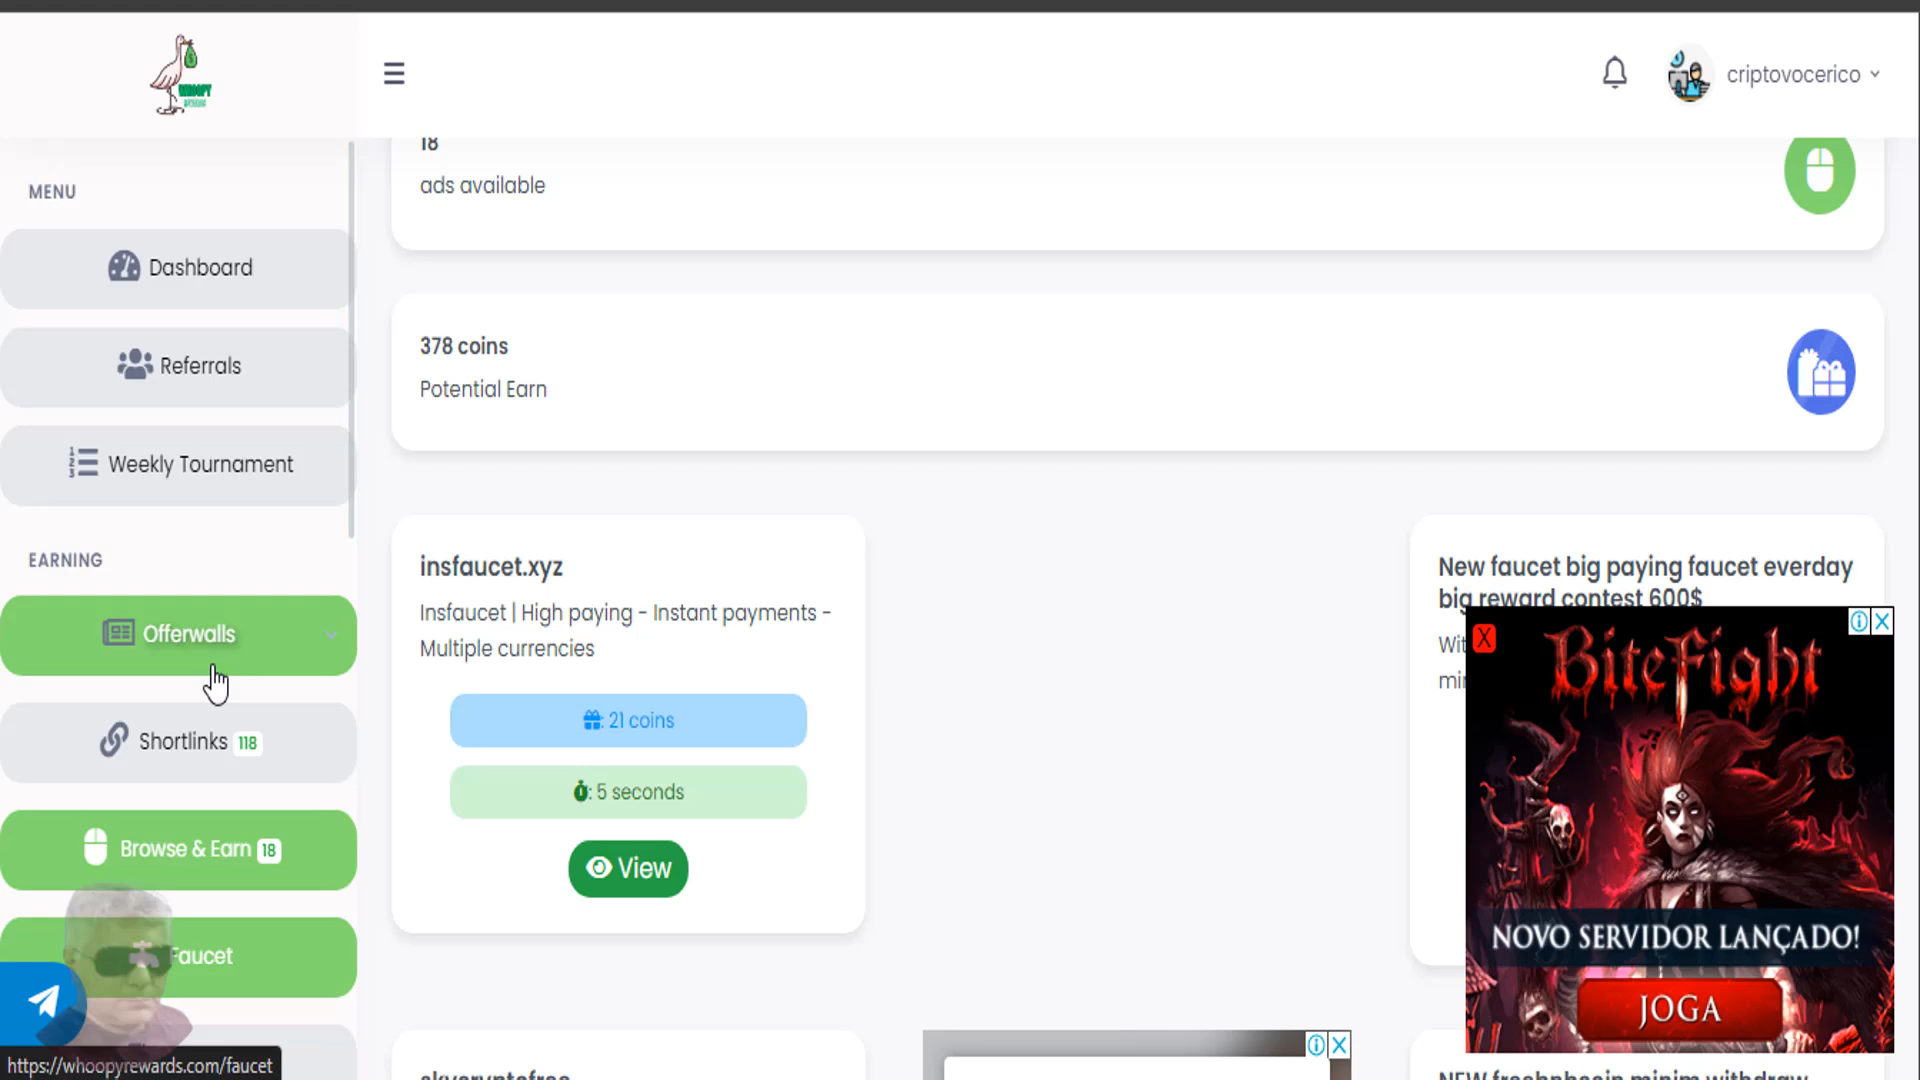 WHOOPY
criptovocerico
MENU
Dashboard
Referrals
Weekly Tournament
EARNING
Offerwalls
Shortlinks 118
Browse & Earn 18
Faucet
https://whoopyrewards.com/faucet
18
ads available
378 coins
Potential Earn
insfaucet.xyz
Insfaucet | High paying - Instant payments -
Multiple currencies
: 21 coins
: 5 seconds
View
New faucet big paying faucet everday
big reward contest 600$
X
BiteFight
NOVO SERVIDOR LANÇADO!
JOGA